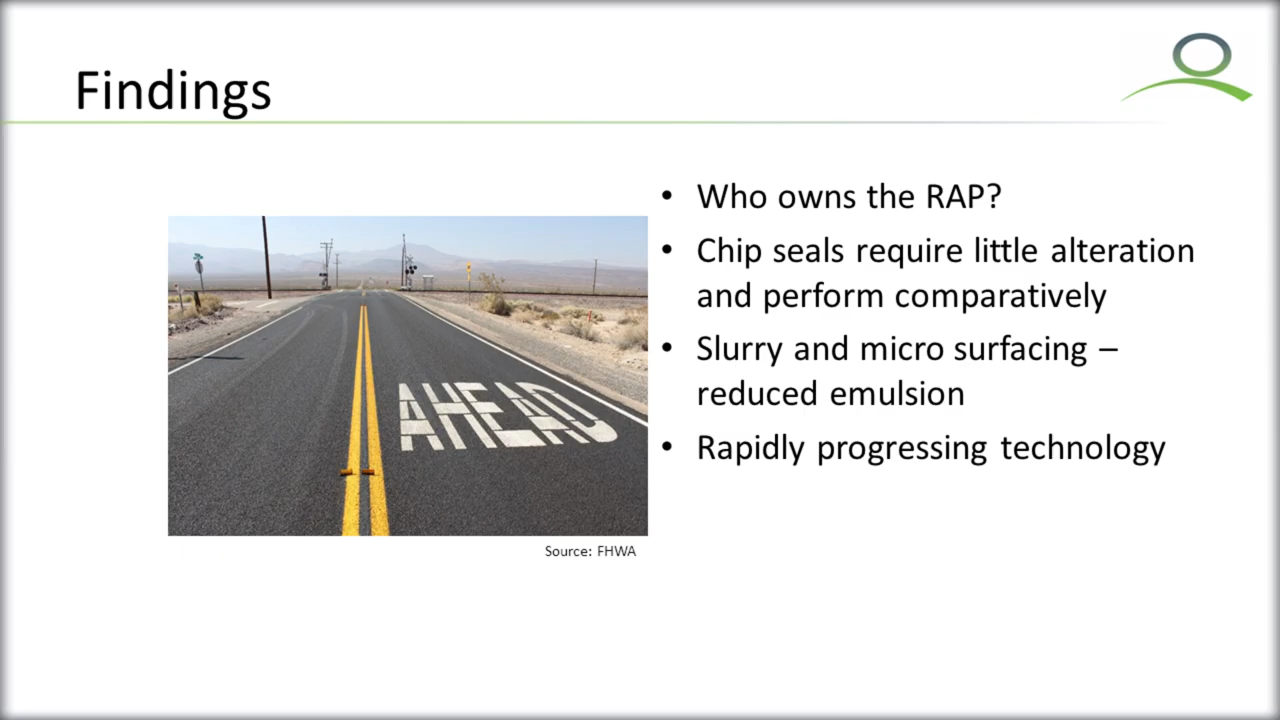 Findings
Who owns the RAP?
Chip seals require little alteration
and perform comparatively
Slurry and micro surfacing –
reduced emulsion
Rapidly progressing technology
AHEAD
Source: FHWA